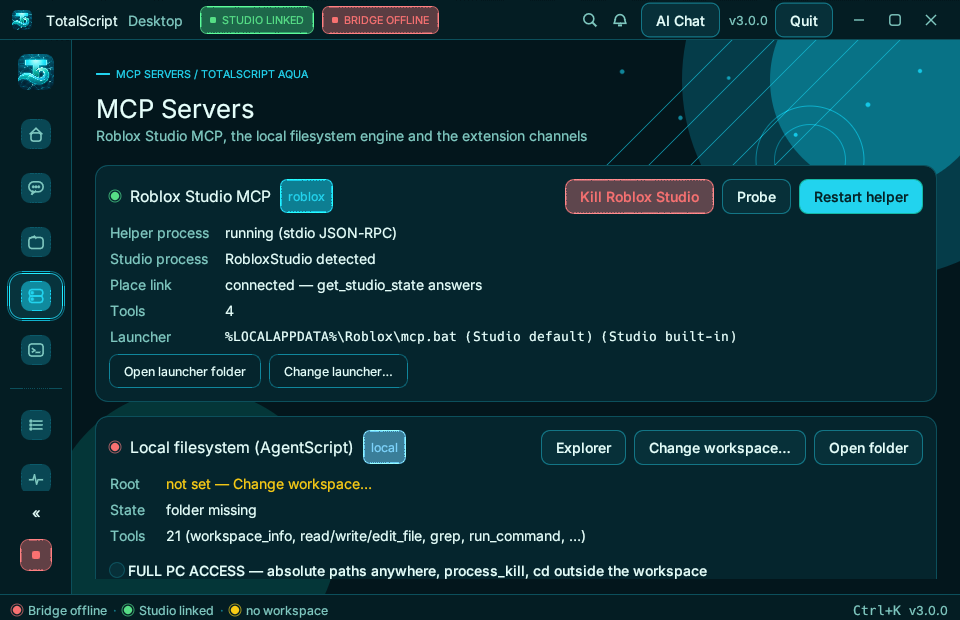 TotalScript Desktop STUDIO LINKED BRIDGE OFFLINE AI Chat v3.0.0 Quit
MCP SERVERS / TOTALSCRIPT AQUA
MCP Servers
Roblox Studio MCP, the local filesystem engine and the extension channels
Roblox Studio MCP roblox Kill Roblox Studio Probe Restart helper
Helper process running (stdio JSON-RPC)
Studio process RobloxStudio detected
Place link connected — get_studio_state answers
Tools 4
Launcher %LOCALAPPDATA%\Roblox\mcp.bat (Studio default) (Studio built-in)
Open launcher folder Change launcher...
Local filesystem (AgentScript) local Explorer Change workspace... Open folder
Root not set — Change workspace...
State folder missing
Tools 21 (workspace_info, read/write/edit_file, grep, run_command, ...)
FULL PC ACCESS — absolute paths anywhere, process_kill, cd outside the workspace
Bridge offline · Studio linked · no workspace Ctrl+K v3.0.0